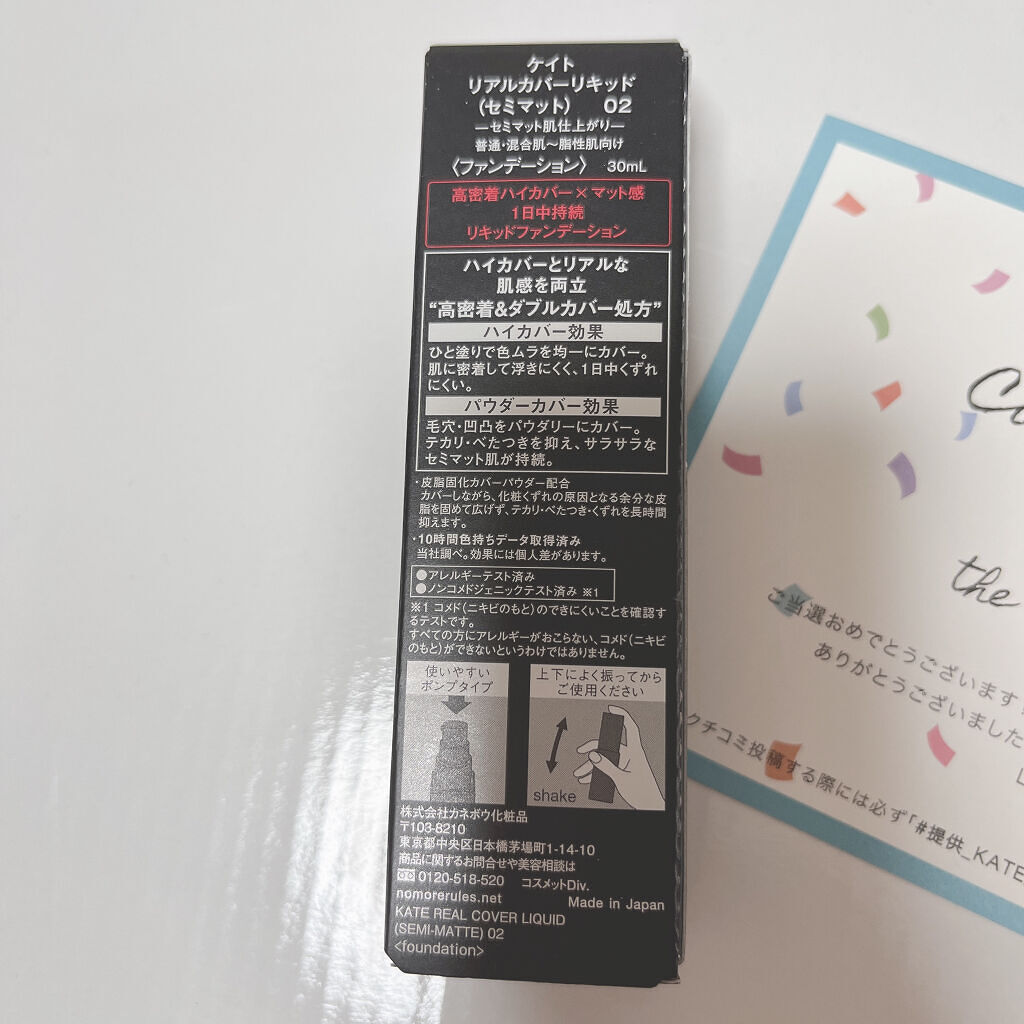 ケイト
リアルカバーリキッド
(セミマット) 02
―セミマット肌仕上がり―
普通・混合肌~脂性肌向け
〈ファンデーション〉 30mL
高密着ハイカバー×マット感
1日中持続
リキッドファンデーション
ハイカバーとリアルな
肌感を両立
“高密着&ダブルカバー処方”
ハイカバー効果
ひと塗りで色ムラを均一にカバー。
肌に密着して浮きにくく、1日中くずれ
にくい。
パウダーカバー効果
毛穴・凹凸をパウダリーにカバー。
テカリ・べたつきを抑え、サラサラな
セミマット肌が持続。
・皮脂固化カバーパウダー配合
カバーしながら、化粧くずれの原因となる余分な皮
脂を固めて広げず、テカリ・べたつき・くずれを長時間
抑えます。
・10時間色持ちデータ取得済み
当社調べ。効果には個人差があります。
●アレルギーテスト済み
●ノンコメドジェニックテスト済み ※1
※1 コメド(ニキビのもと)のできにくいことを確認す
るテストです。
すべての方にアレルギーがおこらない、コメド(ニキビ
のもと)ができないというわけではありません。
使いやすい
ポンプタイプ
上下によく振ってから
ご使用ください
shake
株式会社カネボウ化粧品
〒103-8210
東京都中央区日本橋茅場町1-14-10
商品に関するお問合せや美容相談は
0120-518-520 コスメットDiv.
nomorerules.net Made in Japan
KATE REAL COVER LIQUID
(SEMI-MATTE) 02
<foundation>
the
ご当選おめでとうございます
ありがとうございました
クチコミ投稿する際には必ず「#提供_KATE